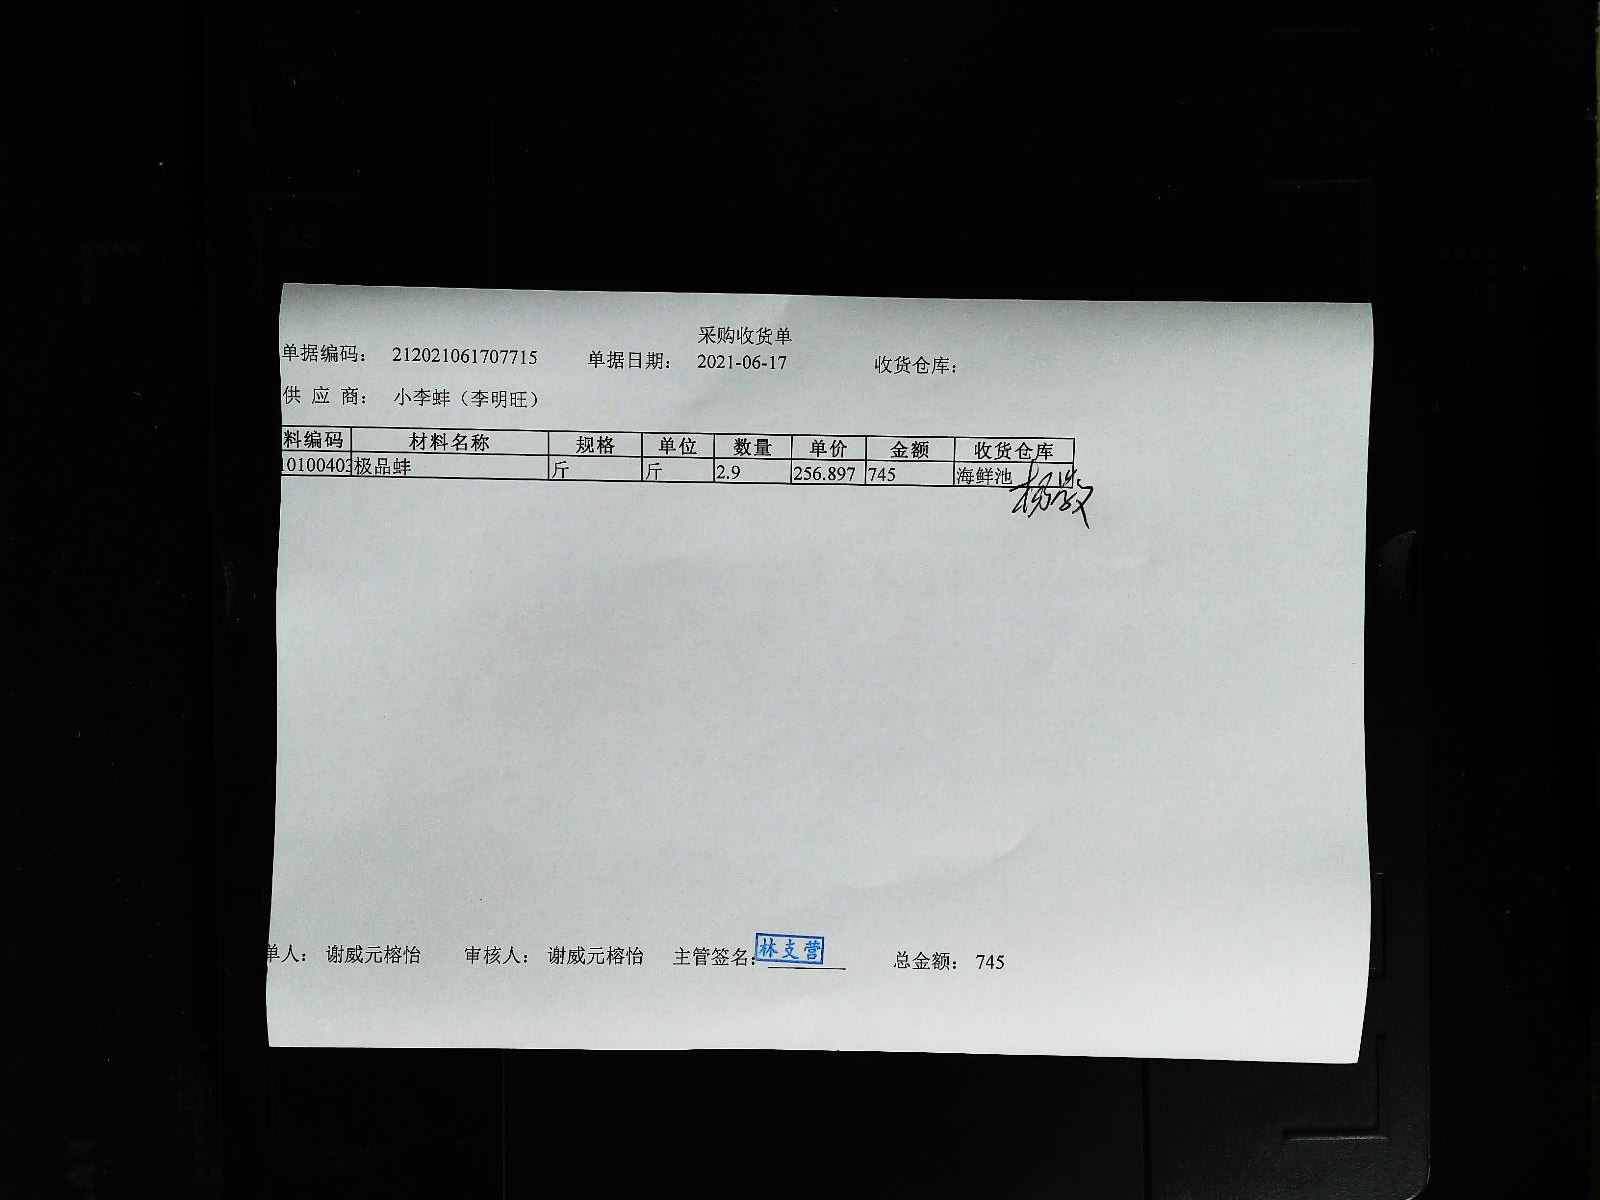 采购收货单
单据编码： 212021061707715 单据日期： 2021-06-17 收货仓库：
供 应 商： 小李蚌（李明旺）
料编码 材料名称 规格 单位 数量 单价 金额 收货仓库
10100403 极品蚌 斤 斤 2.9 256.897 745 海鲜池
单人： 谢威元榕怡 审核人： 谢威元榕怡 主管签名： 林支营 总金额： 745